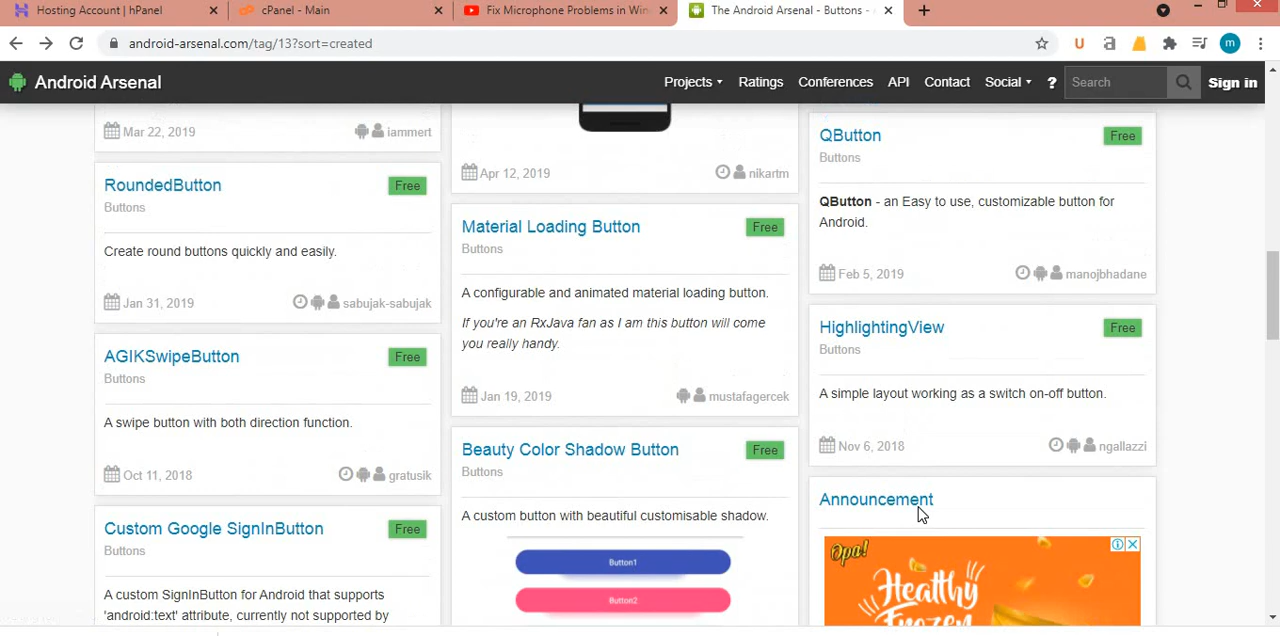 Hosting Account | hPanel
cPanel - Main
Fix Microphone Problems in Win
The Android Arsenal - Buttons -
android-arsenal.com/tag/13?sort=created
U
a
m
Android Arsenal
Projects
Ratings
Conferences
API
Contact
Social
?
Search
Sign in
Mar 22, 2019
iammert
RoundedButton
Free
Buttons
Create round buttons quickly and easily.
Jan 31, 2019
sabujak-sabujak
AGIKSwipeButton
Free
Buttons
A swipe button with both direction function.
Oct 11, 2018
gratusik
Custom Google SignInButton
Free
Buttons
A custom SignInButton for Android that supports
'android:text' attribute, currently not supported by
Apr 12, 2019
nikartm
Material Loading Button
Free
Buttons
A configurable and animated material loading button.
If you're an RxJava fan as I am this button will come
you really handy.
Jan 19, 2019
mustafagercek
Beauty Color Shadow Button
Free
Buttons
A custom button with beautiful customisable shadow.
Button1
Button2
QButton
Free
Buttons
QButton - an Easy to use, customizable button for
Android.
Feb 5, 2019
manojbhadane
HighlightingView
Free
Buttons
A simple layout working as a switch on-off button.
Nov 6, 2018
ngallazzi
Announcement
Opa!
Healthy
Frozen